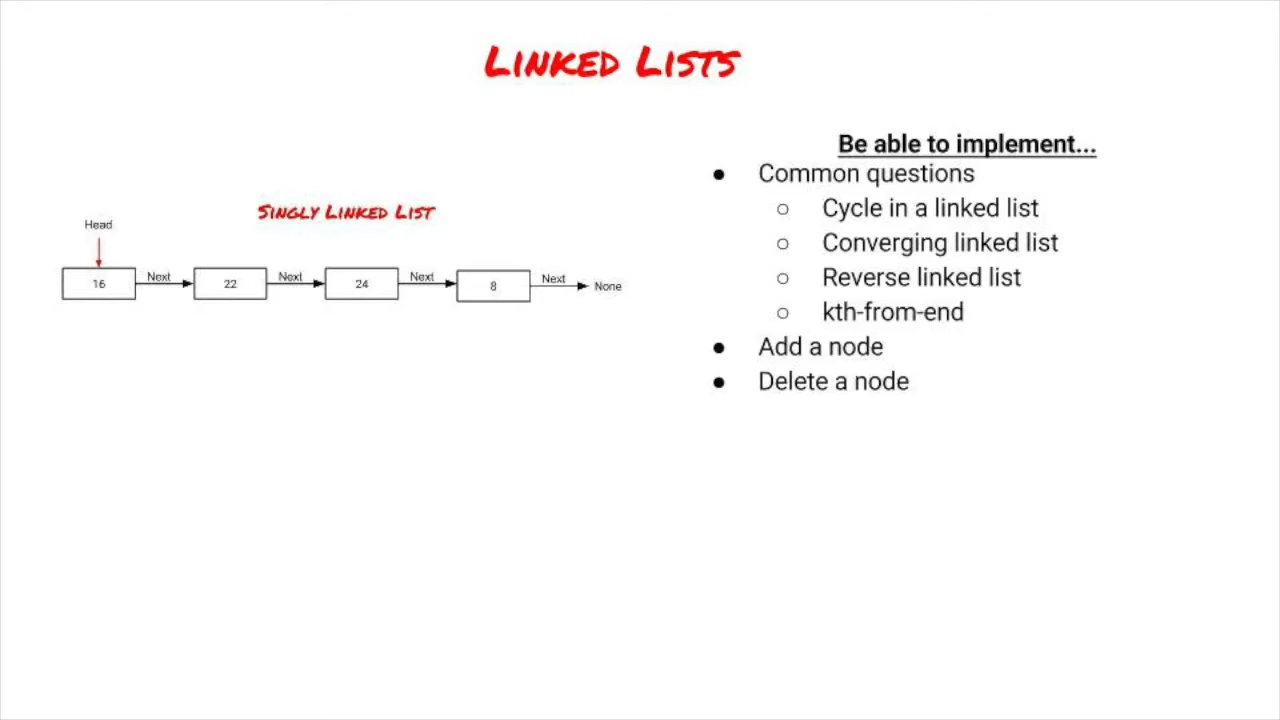 Linked Lists
Singly Linked List
Head
16 Next 22 Next 24 Next 8 Next None
Be able to implement...
● Common questions
○ Cycle in a linked list
○ Converging linked list
○ Reverse linked list
○ kth-from-end
● Add a node
● Delete a node